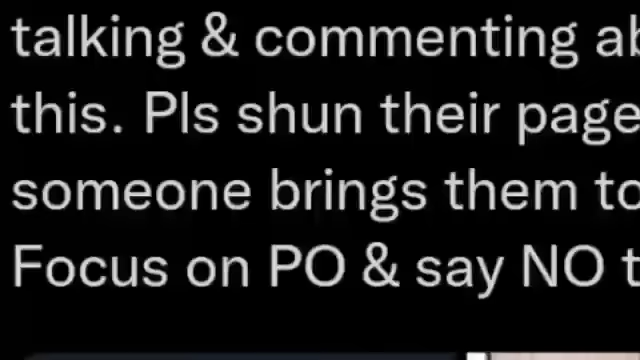 talking & commenting ab
this. Pls shun their page
someone brings them to
Focus on PO & say NO t